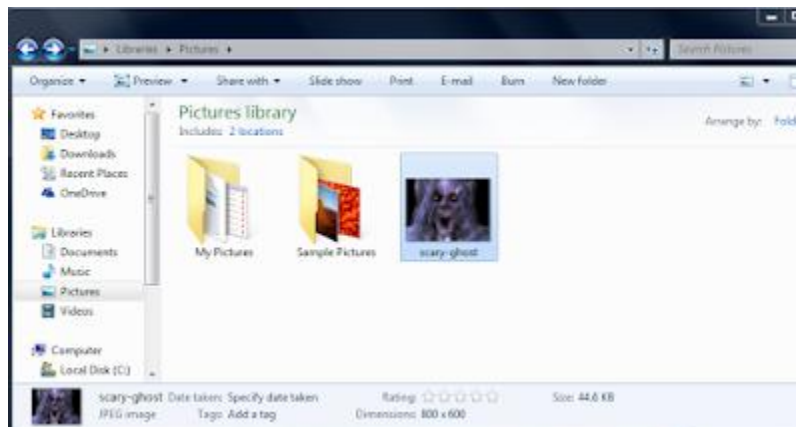 Libraries ▸ Pictures ▸
Search Pictures
Organize Preview Share with Slide show Print E-mail Burn New folder
Favorites
Desktop
Downloads
Recent Places
OneDrive
Libraries
Documents
Music
Pictures
Videos
Computer
Local Disk (C:)
Pictures library
Includes: 2 locations
Arrange by: Fold
My Pictures
Sample Pictures
scary-ghost
scary-ghost Date taken: Specify date taken Rating: Size: 44.6 KB
JPEG image Tags: Add a tag Dimensions: 800 x 600